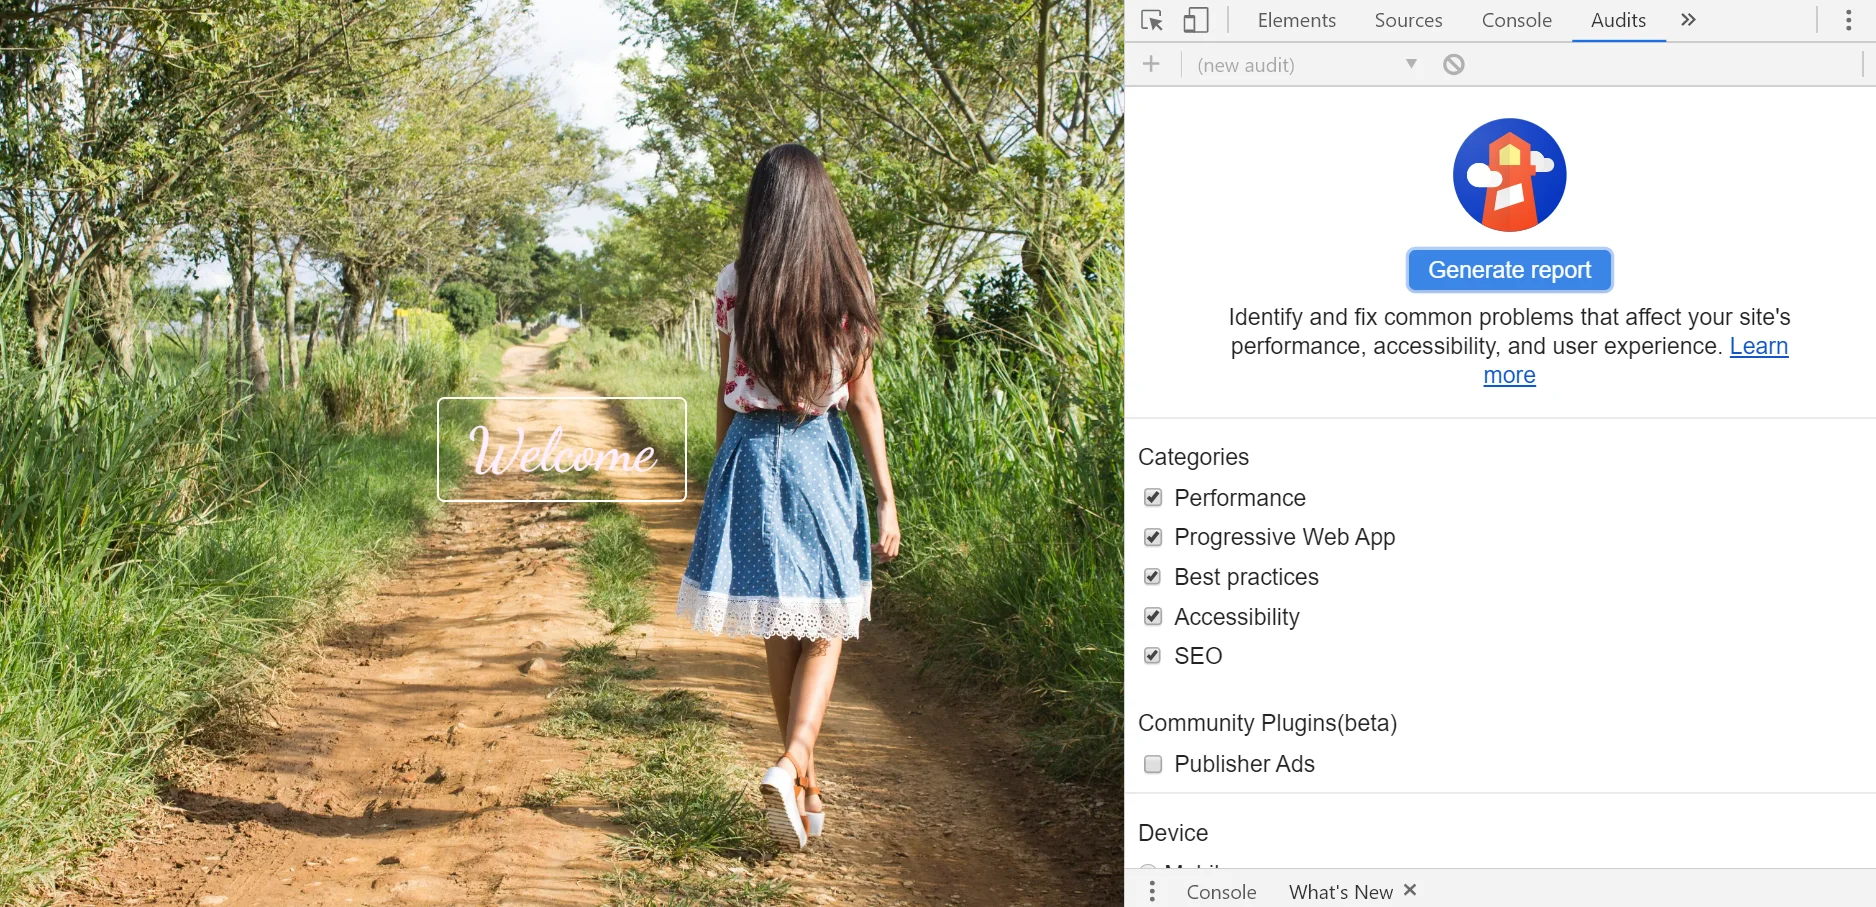 Welcome
Elements Sources Console Audits
(new audit)
Generate report
Identify and fix common problems that affect your site's
performance, accessibility, and user experience. Learn
more
Categories
Performance
Progressive Web App
Best practices
Accessibility
SEO
Community Plugins(beta)
Publisher Ads
Device
Console What's New